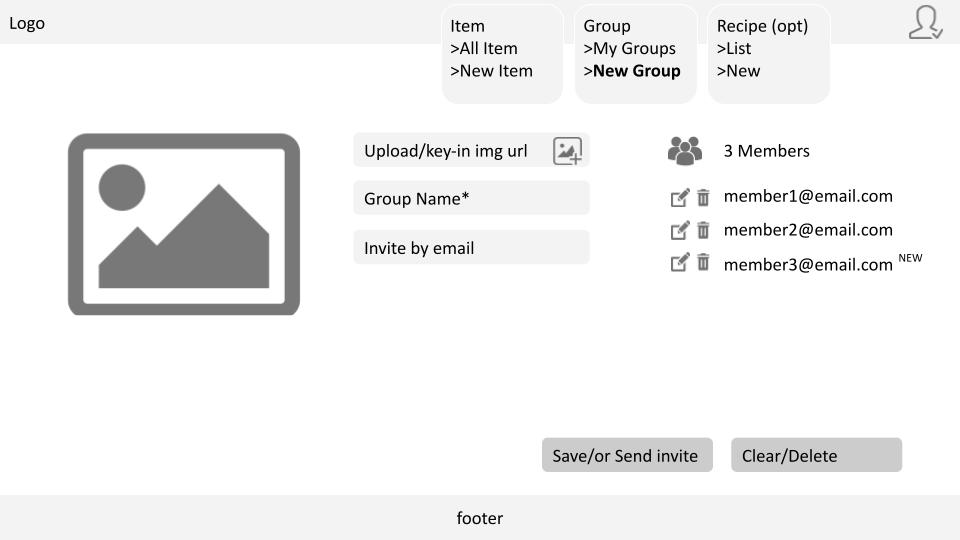 Logo
Item
>All Item
>New Item
Group
>My Groups
>New Group
Recipe (opt)
>List
>New
Upload/key-in img url
Group Name*
Invite by email
3 Members
member1@email.com
member2@email.com
member3@email.com NEW
Save/or Send invite
Clear/Delete
footer